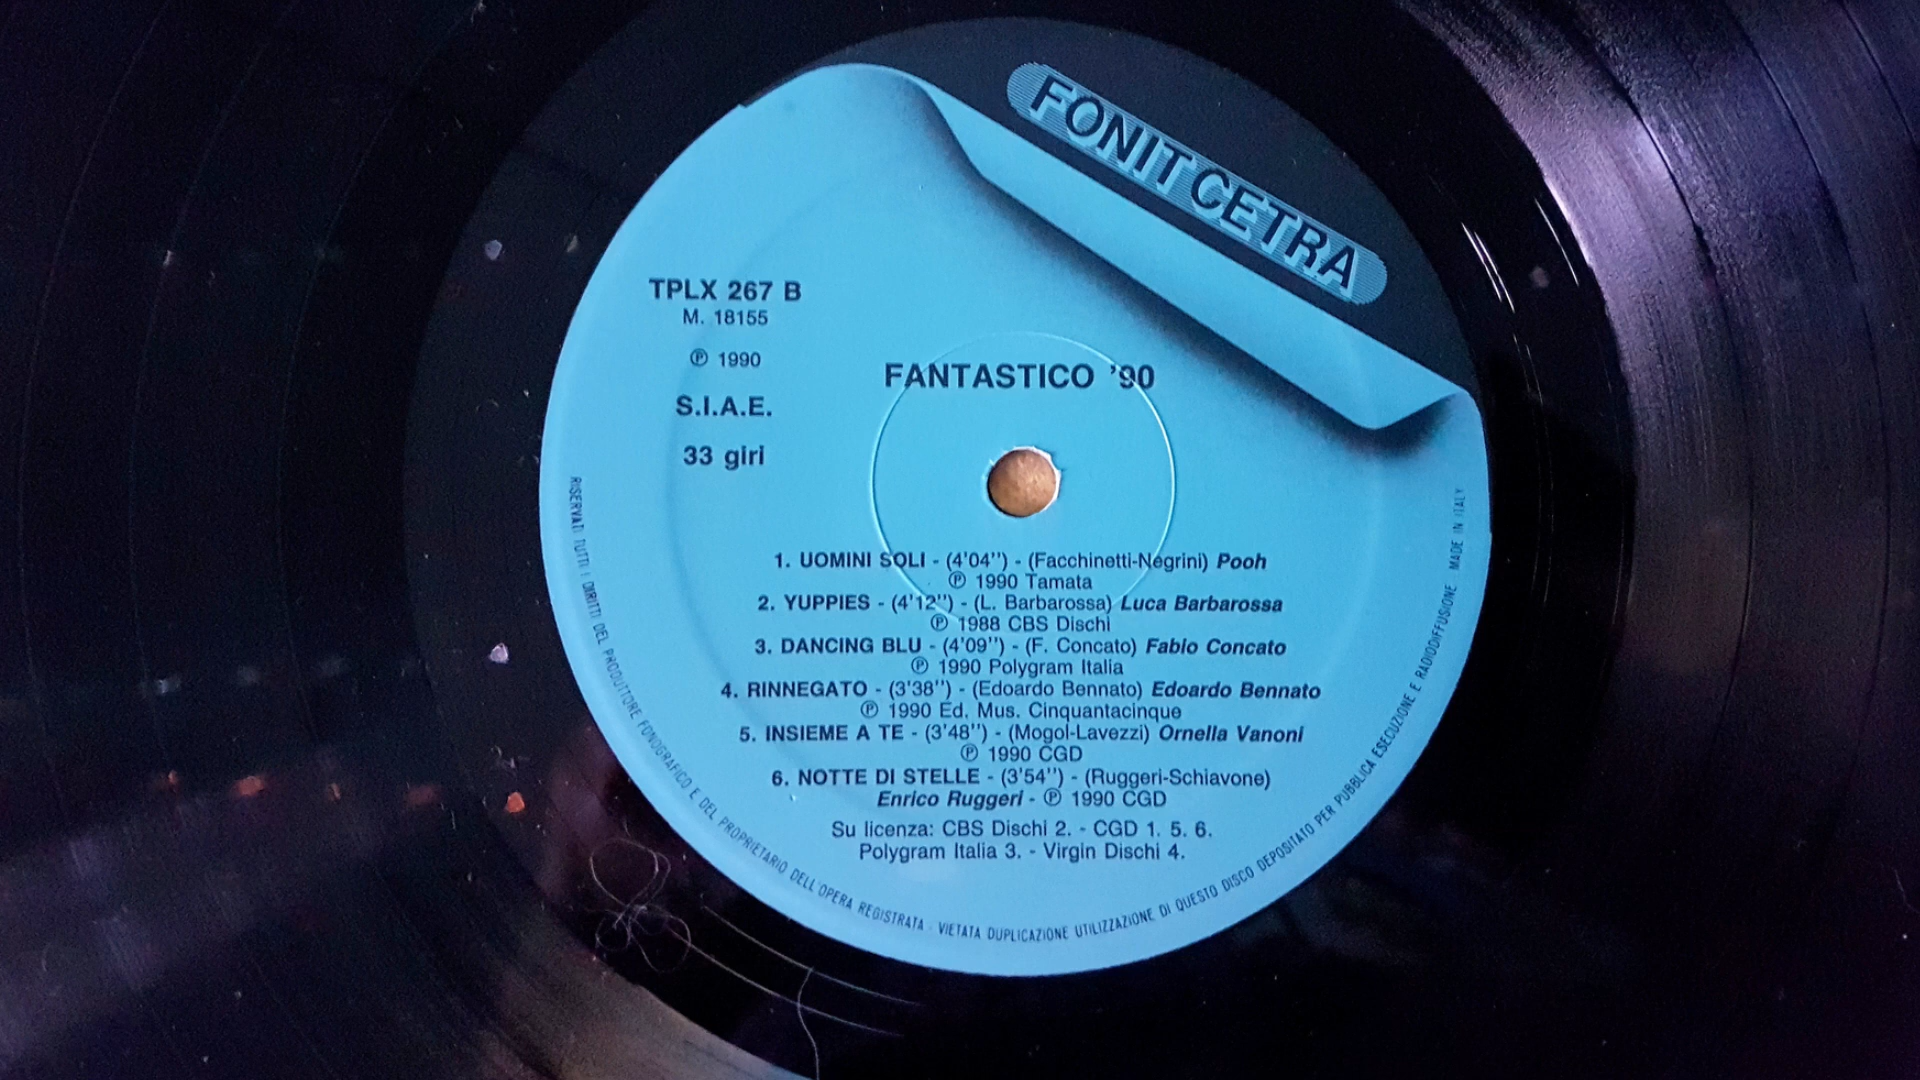 FONIT CETRA
TPLX 267 B
M. 18155
℗ 1990
S.I.A.E.
33 giri
FANTASTICO '90
1. UOMINI SOLI - (4'04'') - (Facchinetti-Negrini) Pooh
℗ 1990 Tamata
2. YUPPIES - (4'12'') - (L. Barbarossa) Luca Barbarossa
℗ 1988 CBS Dischi
3. DANCING BLU - (4'09'') - (F. Concato) Fabio Concato
℗ 1990 Polygram Italia
4. RINNEGATO - (3'38'') - (Edoardo Bennato) Edoardo Bennato
℗ 1990 Ed. Mus. Cinquantacinque
5. INSIEME A TE - (3'48'') - (Mogol-Lavezzi) Ornella Vanoni
℗ 1990 CGD
6. NOTTE DI STELLE - (3'54'') - (Ruggeri-Schiavone)
Enrico Ruggeri - ℗ 1990 CGD
Su licenza: CBS Dischi 2. - CGD 1. 5. 6.
Polygram Italia 3. - Virgin Dischi 4.
RISERVATI TUTTI I DIRITTI DEL PRODUTTORE FONOGRAFICO E DEL PROPRIETARIO DELL'OPERA REGISTRATA - VIETATA DUPLICAZIONE UTILIZZAZIONE DI QUESTO DISCO DEPOSITATO PER PUBBLICA ESECUZIONE E RADIODIFFUSIONE MADE IN ITALY